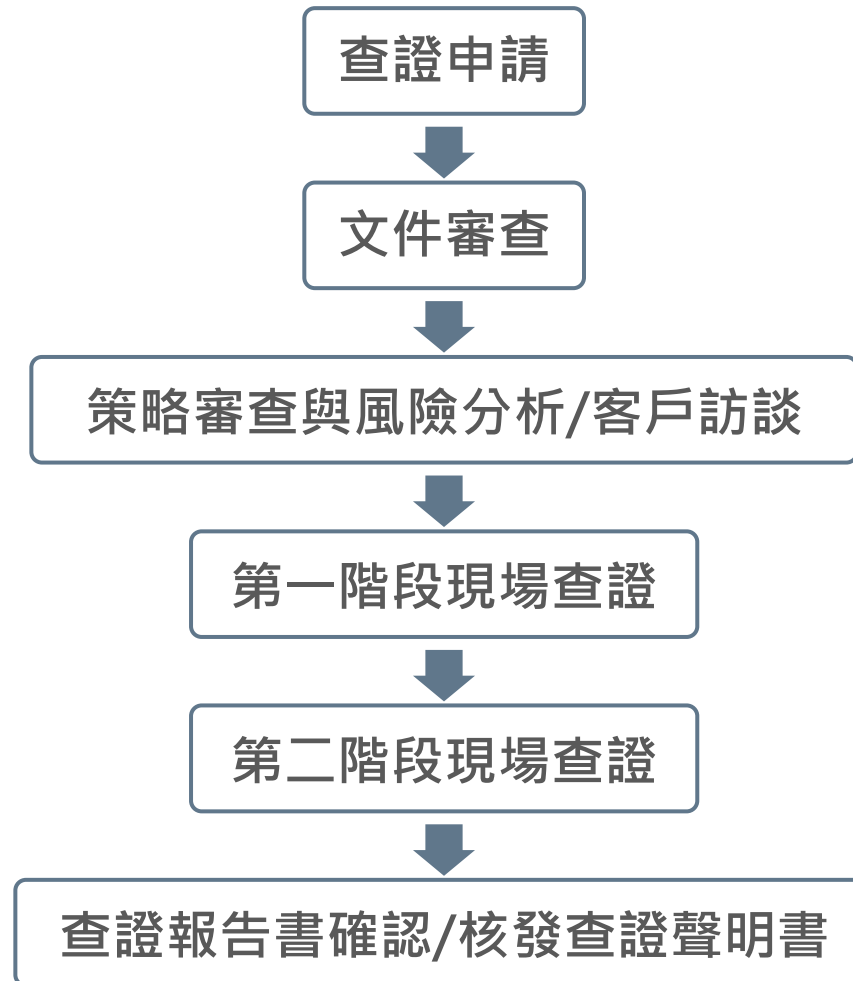 查證申請
文件審查
策略審查與風險分析/客戶訪談
第一階段現場查證
第二階段現場查證
查證報告書確認/核發查證聲明書